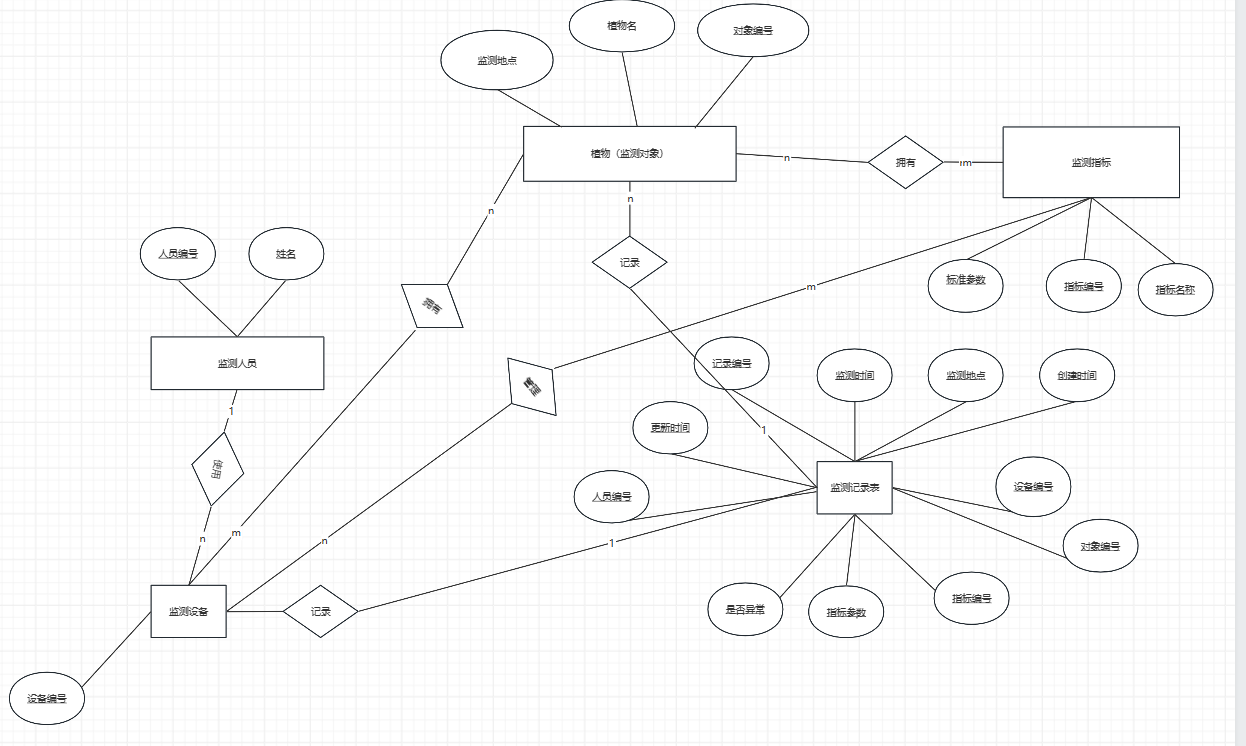 植物名
对象编号
监测地点
植物（监测对象）
n
拥有
m
监测指标
n
n
人员编号
姓名
记录
标准参数
指标编号
指标名称
m
拥有
监测人员
记录编号
监测时间
监测地点
创建时间
1
更新时间
1
使用
监测记录表
人员编号
设备编号
n
m
n
1
对象编号
监测设备
记录
是否异常
指标参数
指标编号
设备编号